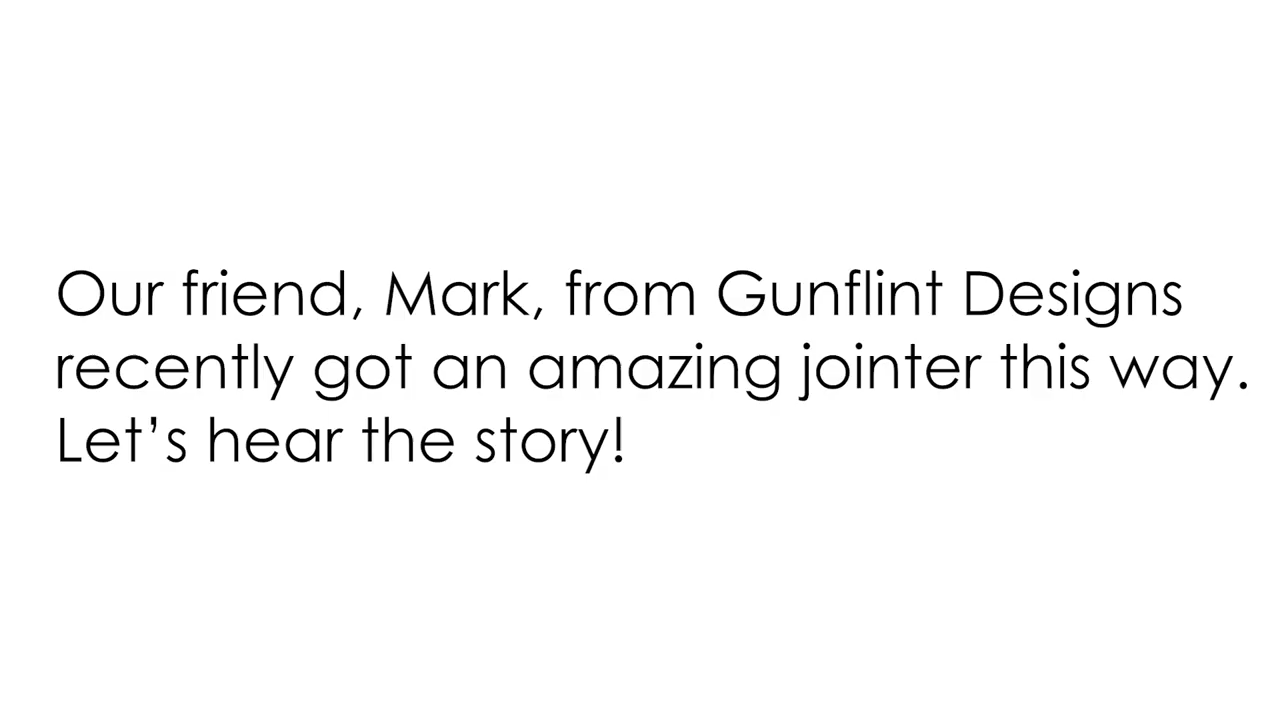 Our friend, Mark, from Gunflint Designs
recently got an amazing jointer this way.
Let’s hear the story!